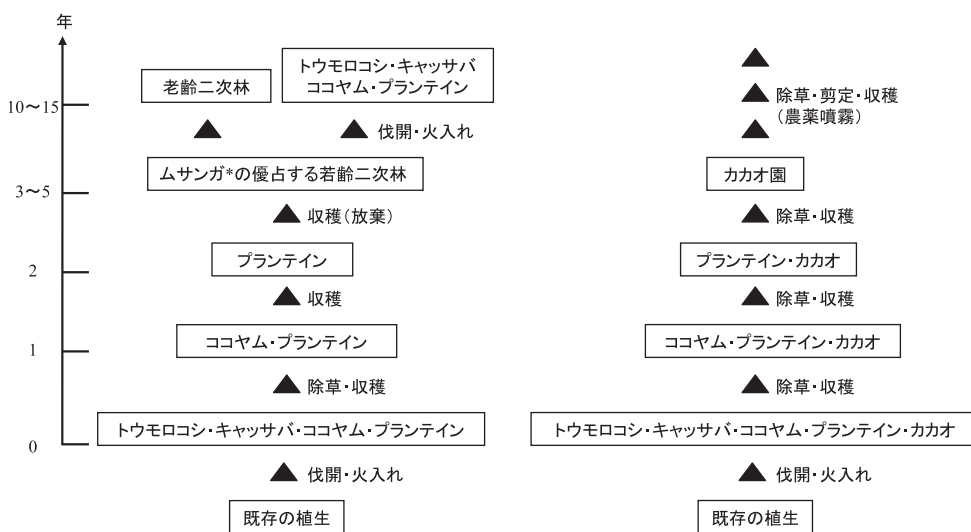 年
老齢二次林
トウモロコシ・キャッサバ
ココヤム・プランテイン
除草・剪定・収穫
(農薬噴霧)
10〜15
伐開・火入れ
ムサンガ*の優占する若齢二次林
カカオ園
3〜5
収穫(放棄)
除草・収穫
プランテイン
プランテイン・カカオ
2
収穫
除草・収穫
ココヤム・プランテイン
ココヤム・プランテイン・カカオ
1
除草・収穫
除草・収穫
トウモロコシ・キャッサバ・ココヤム・プランテイン
トウモロコシ・キャッサバ・ココヤム・プランテイン・カカオ
0
伐開・火入れ
伐開・火入れ
既存の植生
既存の植生